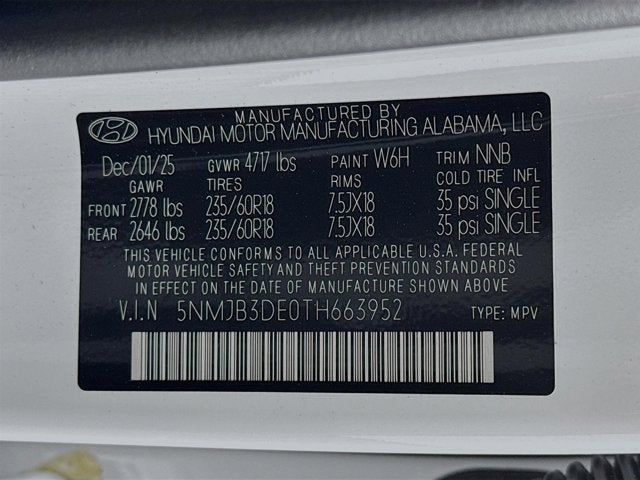 MANUFACTURED BY
HYUNDAI MOTOR MANUFACTURING ALABAMA, LLC
Dec/01/25 GVWR 4717 lbs PAINT W6H TRIM NNB
GAWR TIRES RIMS COLD TIRE INFL
FRONT 2778 lbs 235/60R18 7.5JX18 35 psi SINGLE
REAR 2646 lbs 235/60R18 7.5JX18 35 psi SINGLE
THIS VEHICLE CONFORMS TO ALL APPLICABLE U.S.A. FEDERAL
MOTOR VEHICLE SAFETY AND THEFT PREVENTION STANDARDS
IN EFFECT ON THE DATE OF MANUFACTURE SHOWN ABOVE
V.I.N 5NMJB3DE0TH663952 TYPE: MPV